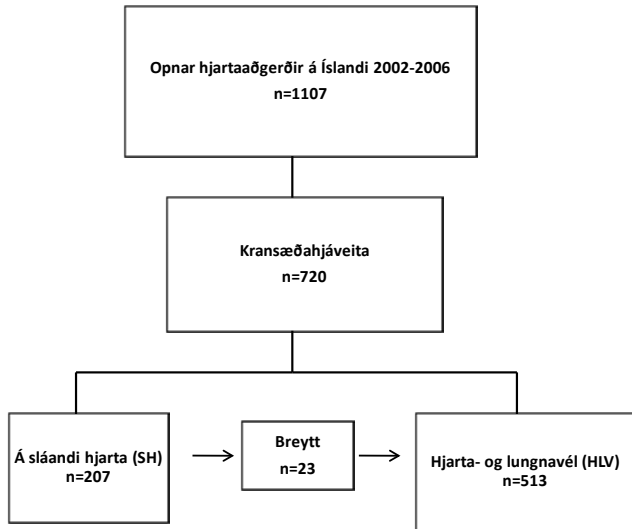 Opnar hjartaaðgerðir á Íslandi 2002-2006
n=1107
Kransæðahjáveita
n=720
Á sláandi hjarta (SH)
n=207
Breytt
n=23
Hjarta- og lungnavél (HLV)
n=513